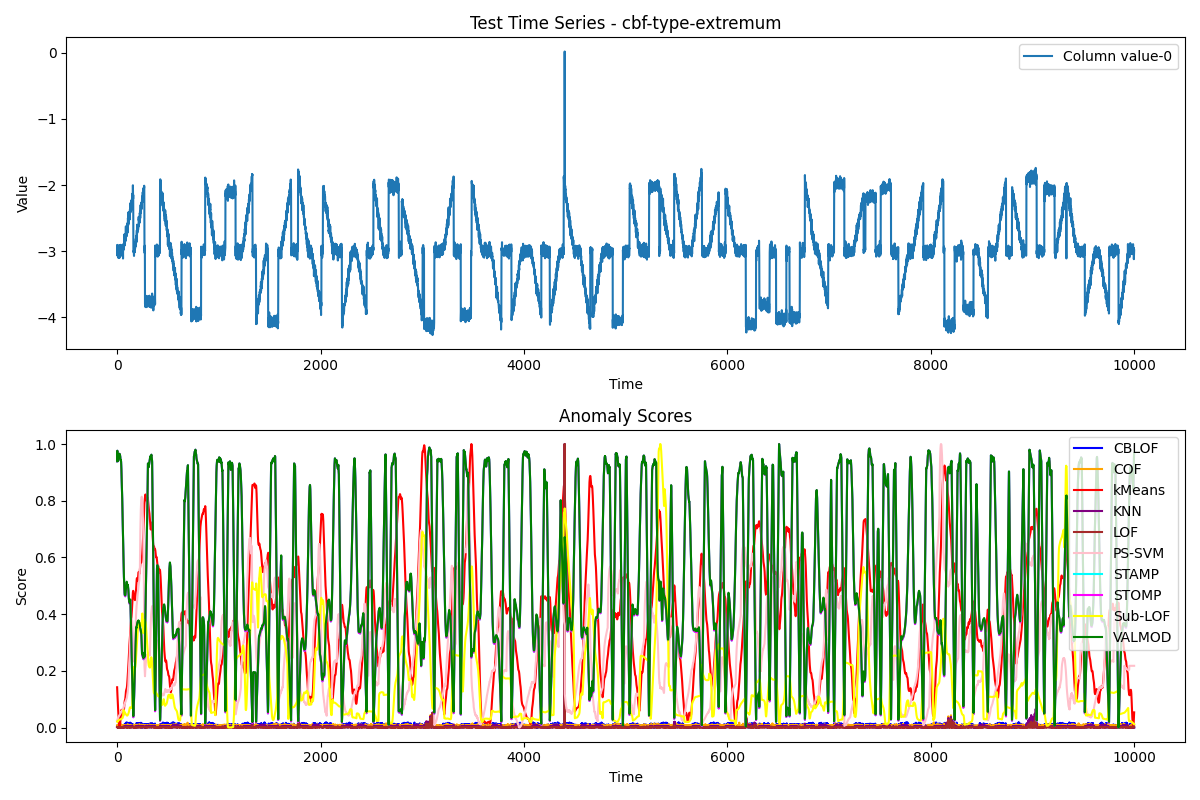 Test Time Series - cbf-type-extremum
Column value-0
0
−1
−2
−3
−4
Value
0 2000 4000 6000 8000 10000
Time
Anomaly Scores
1.0
0.8
0.6
0.4
0.2
0.0
Score
CBLOF
COF
kMeans
KNN
LOF
PS-SVM
STAMP
STOMP
Sub-LOF
VALMOD
0 2000 4000 6000 8000 10000
Time